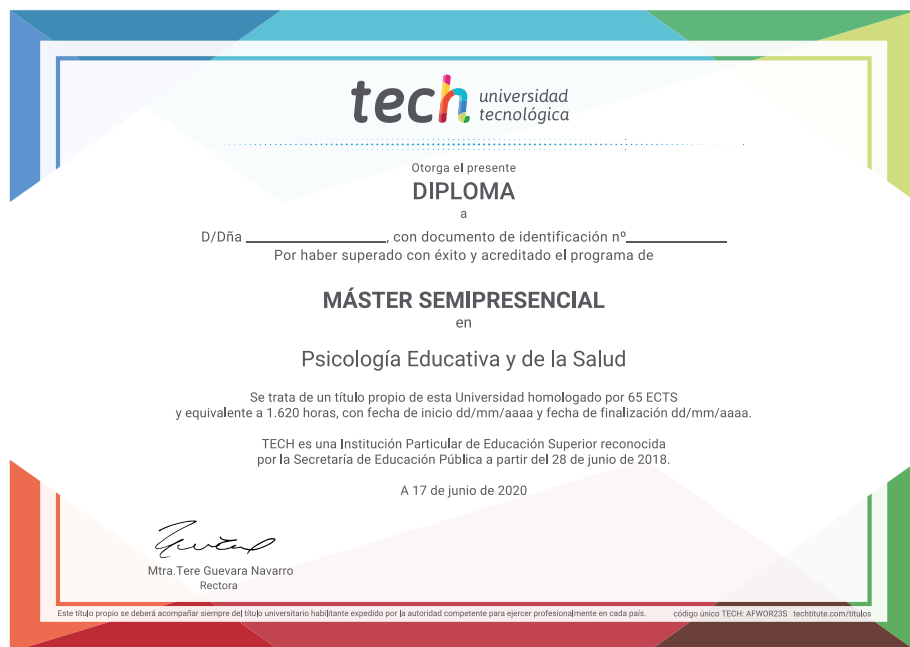 tech universidad
tecnológica
Otorga el presente
DIPLOMA
a
D/Dña ____________, con documento de identificación nº____________
Por haber superado con éxito y acreditado el programa de
MÁSTER SEMIPRESENCIAL
en
Psicología Educativa y de la Salud
Se trata de un título propio de esta Universidad homologado por 65 ECTS
y equivalente a 1.620 horas, con fecha de inicio dd/mm/aaaa y fecha de finalización dd/mm/aaaa.
TECH es una Institución Particular de Educación Superior reconocida
por la Secretaría de Educación Pública a partir del 28 de junio de 2018.
A 17 de junio de 2020
Mtra.Tere Guevara Navarro
Rectora
Este título propio se deberá acompañar siempre del título universitario habilitante expedido por la autoridad competente para ejercer profesionalmente en cada país. código único TECH: AFWOR23S techtitute.com/titulos